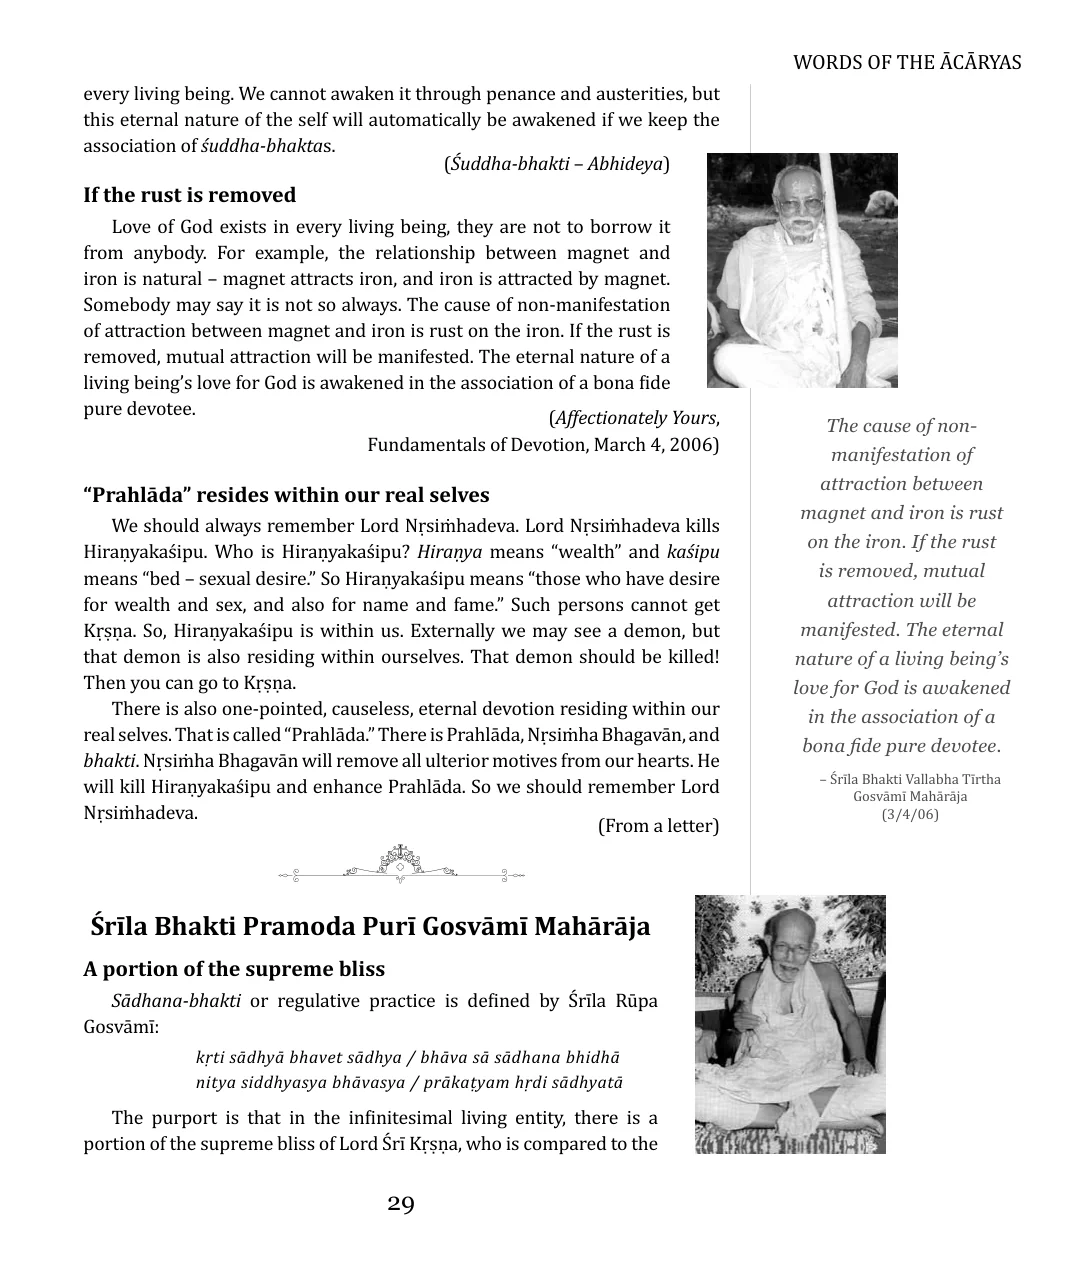 WORDS OF THE ĀCĀRYAS
every living being. We cannot awaken it through penance and austerities, but
this eternal nature of the self will automatically be awakened if we keep the
association of śuddha-bhaktas.
(Śuddha-bhakti – Abhideya)
If the rust is removed
Love of God exists in every living being, they are not to borrow it
from anybody. For example, the relationship between magnet and
iron is natural – magnet attracts iron, and iron is attracted by magnet.
Somebody may say it is not so always. The cause of non-manifestation
of attraction between magnet and iron is rust on the iron. If the rust is
removed, mutual attraction will be manifested. The eternal nature of a
living being’s love for God is awakened in the association of a bona fide
pure devotee.
(Affectionately Yours,
Fundamentals of Devotion, March 4, 2006)
“Prahlāda” resides within our real selves
We should always remember Lord Nṛsiṁhadeva. Lord Nṛsiṁhadeva kills
Hiraṇyakaśipu. Who is Hiraṇyakaśipu? Hiraṇya means “wealth” and kaśipu
means “bed – sexual desire.” So Hiraṇyakaśipu means “those who have desire
for wealth and sex, and also for name and fame.” Such persons cannot get
Kṛṣṇa. So, Hiraṇyakaśipu is within us. Externally we may see a demon, but
that demon is also residing within ourselves. That demon should be killed!
Then you can go to Kṛṣṇa.
There is also one-pointed, causeless, eternal devotion residing within our
real selves. That is called “Prahlāda.” There is Prahlāda, Nṛsiṁha Bhagavān, and
bhakti. Nṛsiṁha Bhagavān will remove all ulterior motives from our hearts. He
will kill Hiraṇyakaśipu and enhance Prahlāda. So we should remember Lord
Nṛsiṁhadeva.
(From a letter)
The cause of non-
manifestation of
attraction between
magnet and iron is rust
on the iron. If the rust
is removed, mutual
attraction will be
manifested. The eternal
nature of a living being’s
love for God is awakened
in the association of a
bona fide pure devotee.
– Śrīla Bhakti Vallabha Tīrtha
Gosvāmī Mahārāja
(3/4/06)
Śrīla Bhakti Pramoda Purī Gosvāmī Mahārāja
A portion of the supreme bliss
Sādhana-bhakti or regulative practice is defined by Śrīla Rūpa
Gosvāmī:
kṛti sādhyā bhavet sādhya / bhāva sā sādhana bhidhā
nitya siddhyasya bhāvasya / prākaṭyam hṛdi sādhyatā
The purport is that in the infinitesimal living entity, there is a
portion of the supreme bliss of Lord Śrī Kṛṣṇa, who is compared to the
29